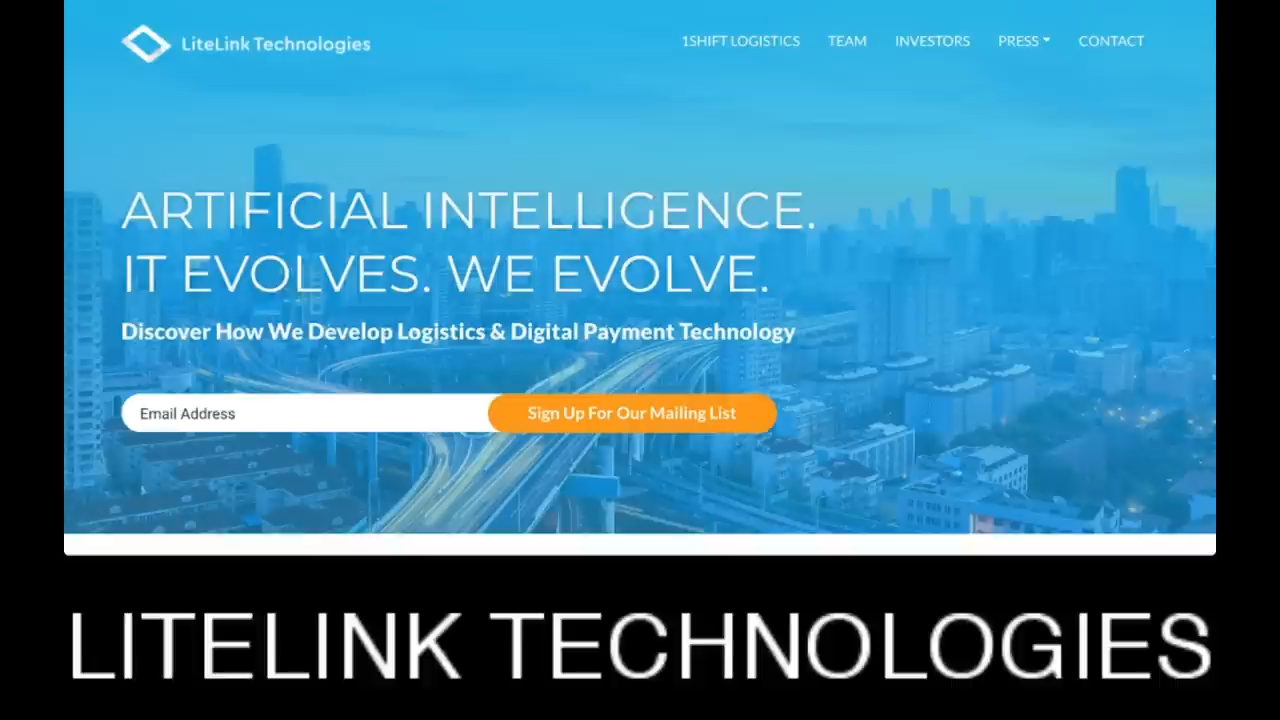 LiteLink Technologies
1SHIFT LOGISTICS TEAM INVESTORS PRESS CONTACT
ARTIFICIAL INTELLIGENCE.
IT EVOLVES. WE EVOLVE.
Discover How We Develop Logistics & Digital Payment Technology
Email Address Sign Up For Our Mailing List
LITELINK TECHNOLOGIES